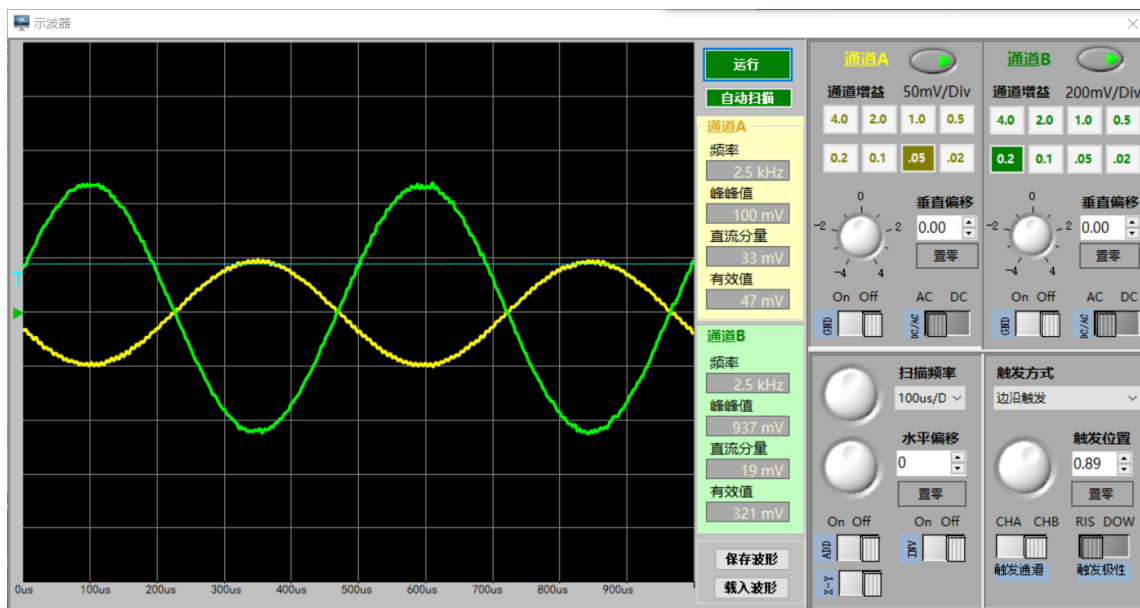 示波器
运行
自动扫描
通道A
频率
2.5 kHz
峰峰值
100 mV
直流分量
33 mV
有效值
47 mV
通道B
频率
2.5 kHz
峰峰值
937 mV
直流分量
19 mV
有效值
321 mV
保存波形
载入波形
T
0us 100us 200us 300us 400us 500us 600us 700us 800us 900us
通道A
通道增益 50mV/Div
4.0 2.0 1.0 0.5
0.2 0.1 .05 .02
垂直偏移
0
-2 2
-4 4
0.00
置零
On Off AC DC
GND DC/AC
通道B
通道增益 200mV/Div
4.0 2.0 1.0 0.5
0.2 0.1 .05 .02
垂直偏移
0
-2 2
-4 4
0.00
置零
On Off AC DC
GND DC/AC
扫描频率
100us/D
水平偏移
0
置零
On Off On Off
ADD INV
X-Y
触发方式
边沿触发
触发位置
0.89
置零
CHA CHB RIS DOW
触发通道 触发极性